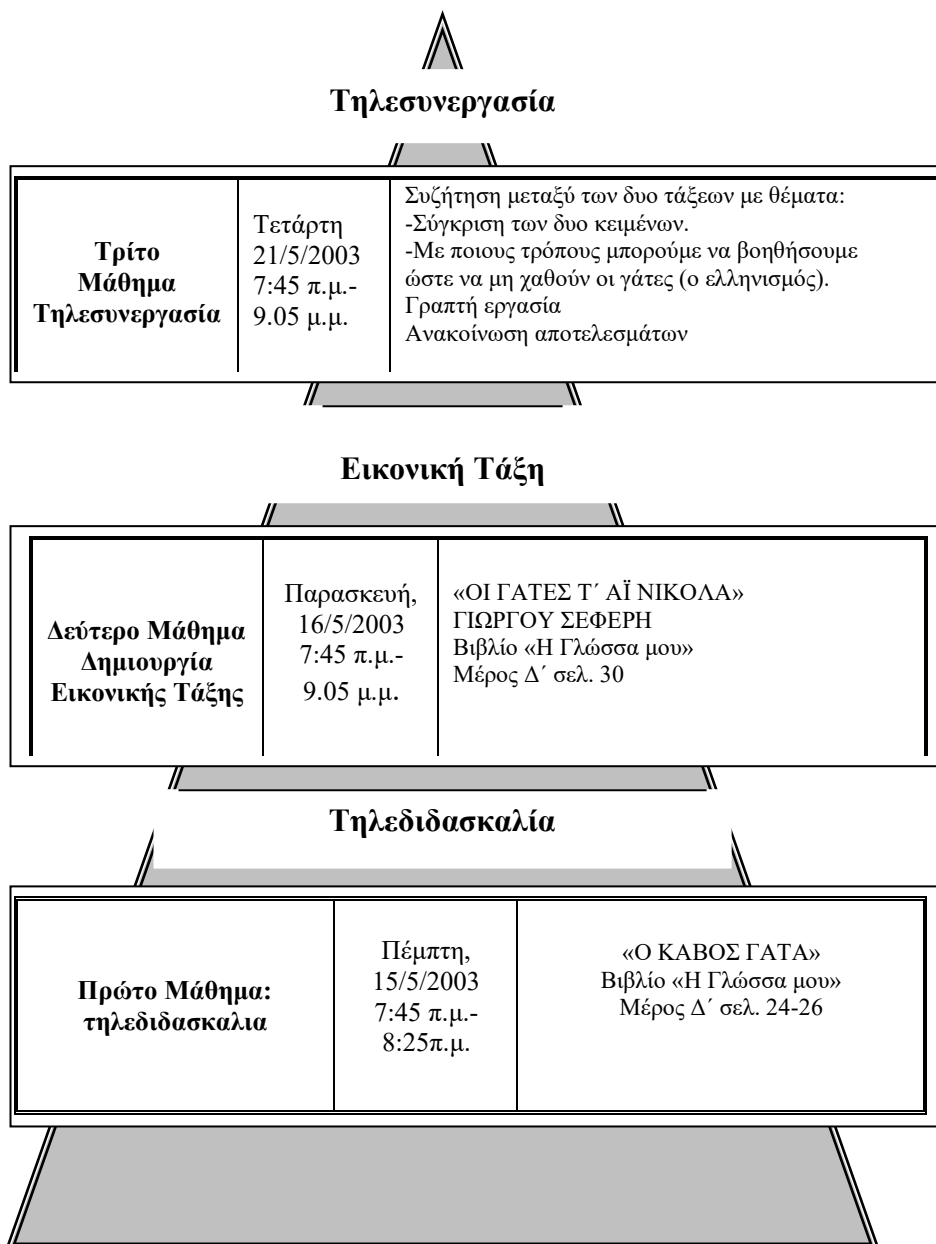 Τηλεσυνεργασία
Τρίτο
Μάθημα
Τηλεσυνεργασία
Τετάρτη
21/5/2003
7:45 π.μ.-
9.05 μ.μ.
Συζήτηση μεταξύ των δυο τάξεων με θέματα:
-Σύγκριση των δυο κειμένων.
-Με ποιους τρόπους μπορούμε να βοηθήσουμε
ώστε να μη χαθούν οι γάτες (ο ελληνισμός).
Γραπτή εργασία
Ανακοίνωση αποτελεσμάτων
Εικονική Τάξη
Δεύτερο Μάθημα
Δημιουργία
Εικονικής Τάξης
Παρασκευή,
16/5/2003
7:45 π.μ.-
9.05 μ.μ.
«ΟΙ ΓΑΤΕΣ Τ΄ ΑΪ ΝΙΚΟΛΑ»
ΓΙΩΡΓΟΥ ΣΕΦΕΡΗ
Βιβλίο «Η Γλώσσα μου»
Μέρος Δ΄ σελ. 30
Τηλεδιδασκαλία
Πρώτο Μάθημα:
τηλεδιδασκαλια
Πέμπτη,
15/5/2003
7:45 π.μ.-
8:25π.μ.
«Ο ΚΑΒΟΣ ΓΑΤΑ»
Βιβλίο «Η Γλώσσα μου»
Μέρος Δ΄ σελ. 24-26